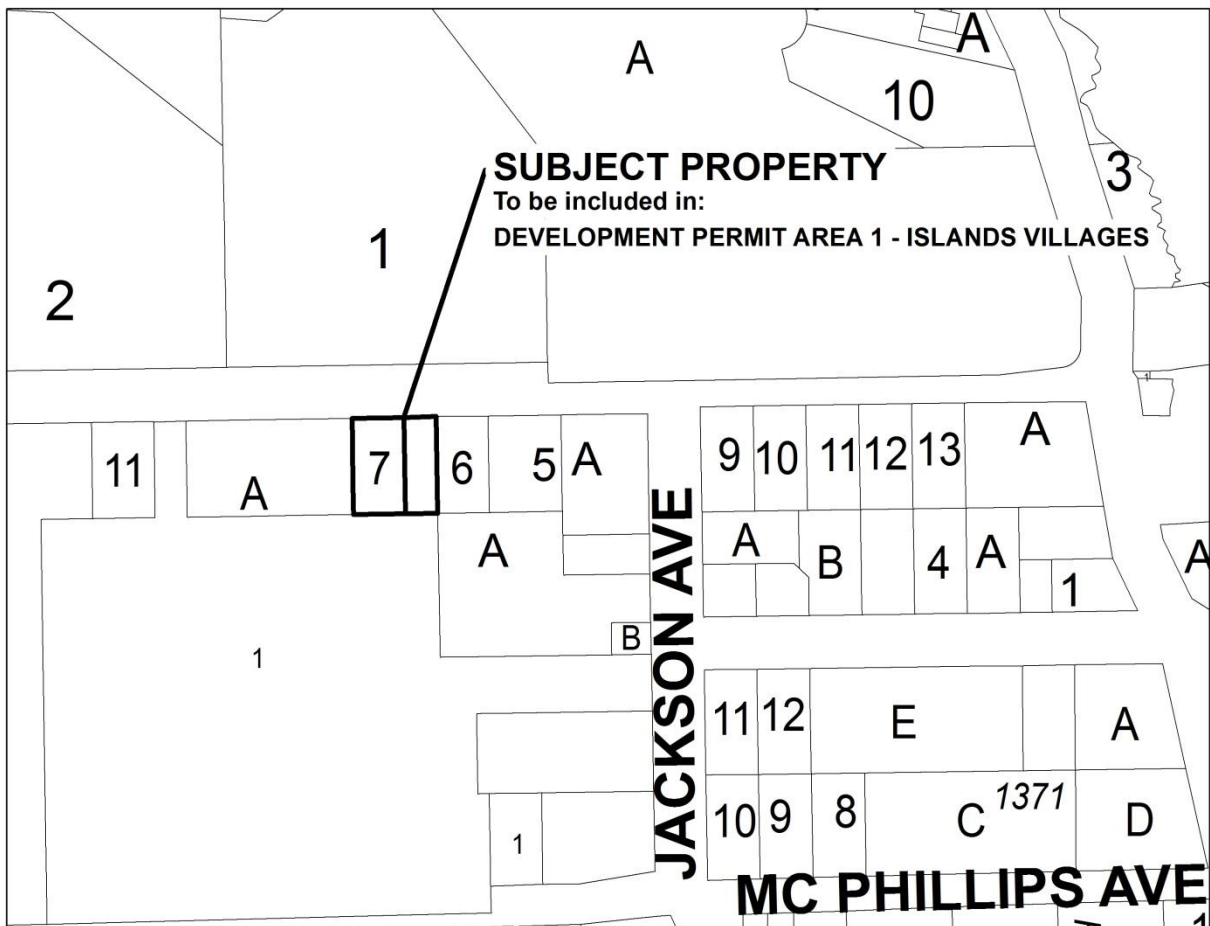 A
A
10
SUBJECT PROPERTY
3
To be included in:
1
DEVELOPMENT PERMIT AREA 1 - ISLANDS VILLAGES
2
1
11
A
7
6
5
A
9
10
11
12
13
A
A
A
B
4
A
1
A
1
B
JACKSON AVE
11
12
E
A
1
10
9
8
C
1371
D
MC PHILLIPS AVE
1